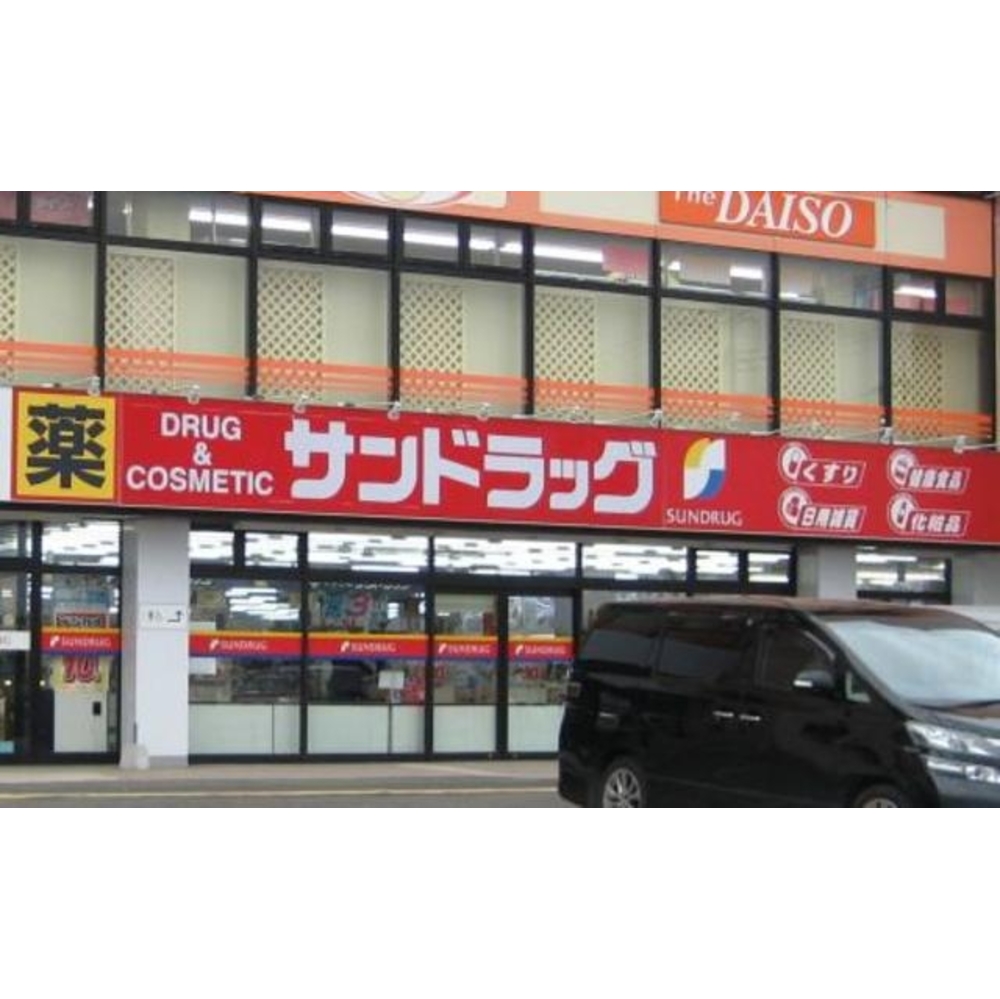 The DAISO
薬
DRUG
&
COSMETIC
サンドラッグ
SUNDRUG
くすり
健康食品
日用雑貨
化粧品
SUNDRUG
SUNDRUG
SUNDRUG
SUNDRUG
SUNDRUG